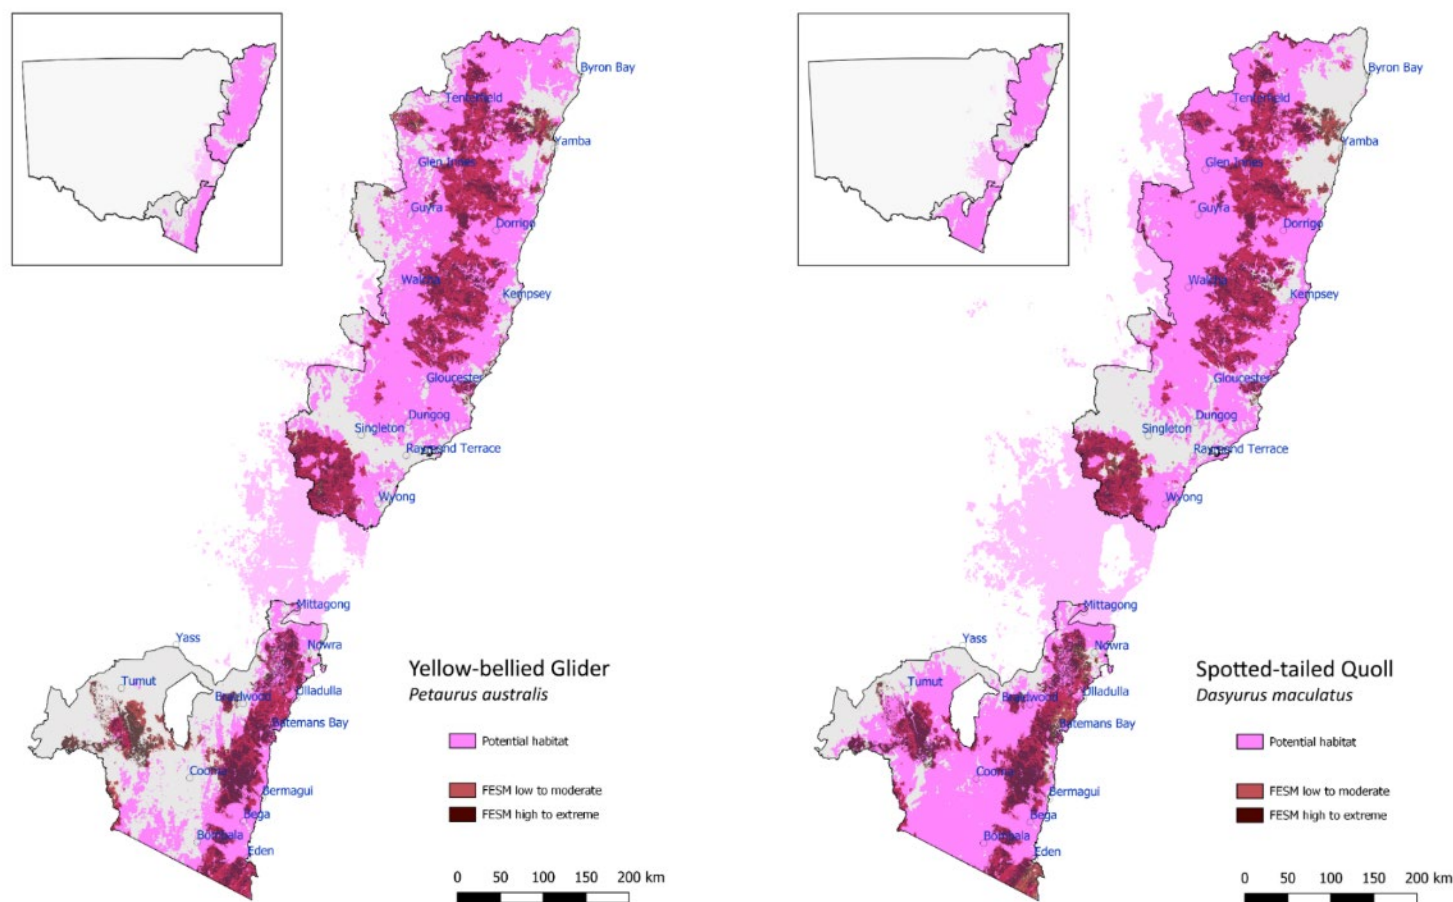 Byron Bay
Tenterfield
Yamba
Glen Innes
Guyra
Dorrigo
Walcha
Kempsey
Gloucester
Dungog
Singleton
Raymond Terrace
Wyong
Mittagong
Yass
Nowra
Tumut
Ulladulla
Braidwood
Batemans Bay
Cooma
Bermagui
Bega
Bombala
Eden
Yellow-bellied Glider
Petaurus australis
Potential habitat
FESM low to moderate
FESM high to extreme
0 50 100 150 200 km
Byron Bay
Tenterfield
Yamba
Glen Innes
Guyra
Dorrigo
Walcha
Kempsey
Gloucester
Dungog
Singleton
Raymond Terrace
Wyong
Mittagong
Yass
Nowra
Tumut
Ulladulla
Braidwood
Batemans Bay
Cooma
Bermagui
Bega
Bombala
Eden
Spotted-tailed Quoll
Dasyurus maculatus
Potential habitat
FESM low to moderate
FESM high to extreme
0 50 100 150 200 km